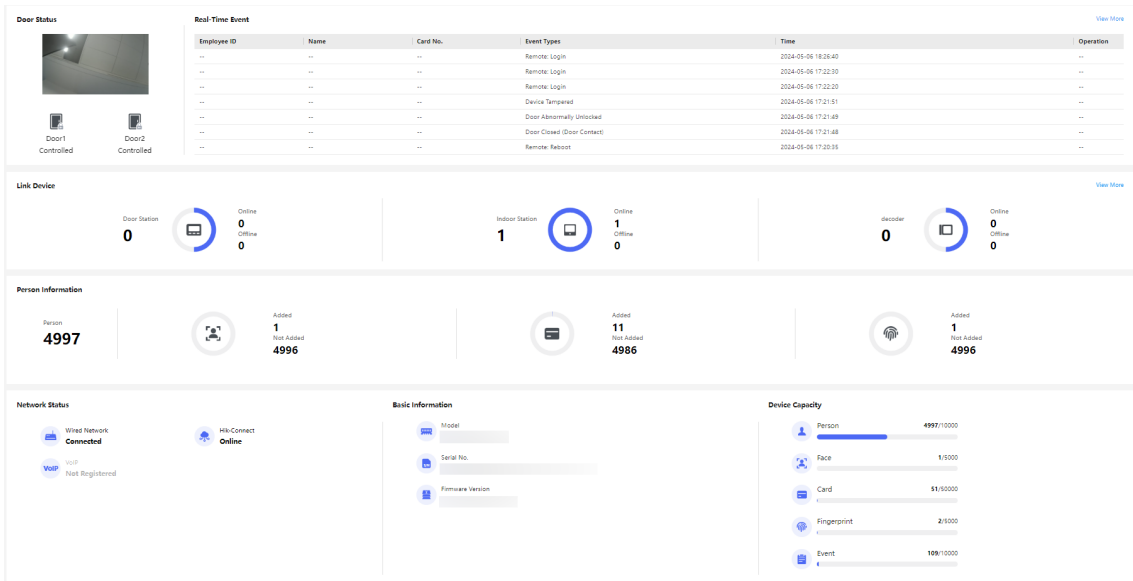 Door Status
Door1
Controlled
Door2
Controlled
Real-Time Event
View More
Employee ID Name Card No. Event Types Time Operation
-- -- -- Remote: Login 2024-05-06 18:26:40 --
-- -- -- Remote: Login 2024-05-06 17:22:30 --
-- -- -- Remote: Login 2024-05-06 17:22:20 --
-- -- -- Device Tampered 2024-05-06 17:21:51 --
-- -- -- Door Abnormally Unlocked 2024-05-06 17:21:49 --
-- -- -- Door Closed (Door Contact) 2024-05-06 17:21:48 --
-- -- -- Remote: Reboot 2024-05-06 17:20:35 --
Link Device
View More
Door Station
0
Online
0
Offline
0
Indoor Station
1
Online
1
Offline
0
decoder
0
Online
0
Offline
0
Person Information
Person
4997
Added
1
Not Added
4996
Added
11
Not Added
4986
Added
1
Not Added
4996
Network Status
Wired Network
Connected
Hik-Connect
Online
VoIP
VoIP
Not Registered
Basic Information
Model
Serial No.
Firmware Version
Device Capacity
Person 4997/10000
Face 1/5000
Card 51/50000
Fingerprint 2/5000
Event 109/10000